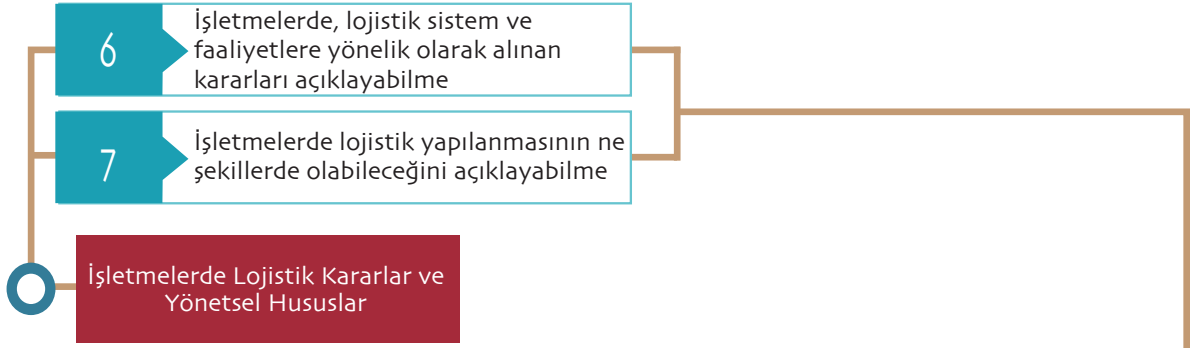 6
İşletmelerde, lojistik sistem ve
faaliyetlere yönelik olarak alınan
kararları açıklayabilme
7
İşletmelerde lojistik yapılanmasının ne
şekillerde olabileceğini açıklayabilme
İşletmelerde Lojistik Kararlar ve
Yönetsel Hususlar